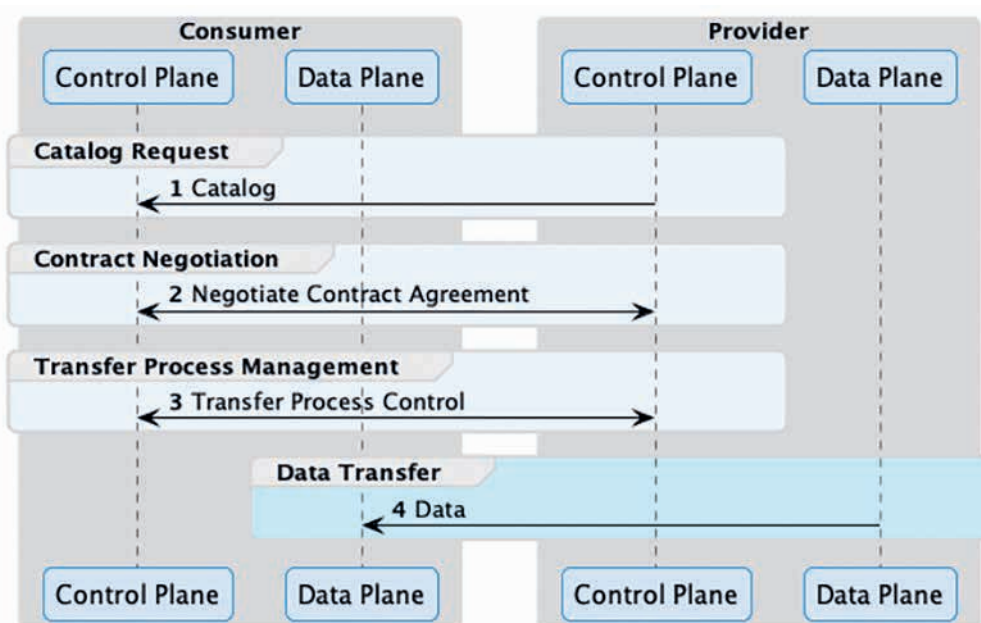 Consumer
Provider
Control Plane
Data Plane
Control Plane
Data Plane
Catalog Request
1 Catalog
Contract Negotiation
2 Negotiate Contract Agreement
Transfer Process Management
3 Transfer Process Control
Data Transfer
4 Data
Control Plane
Data Plane
Control Plane
Data Plane